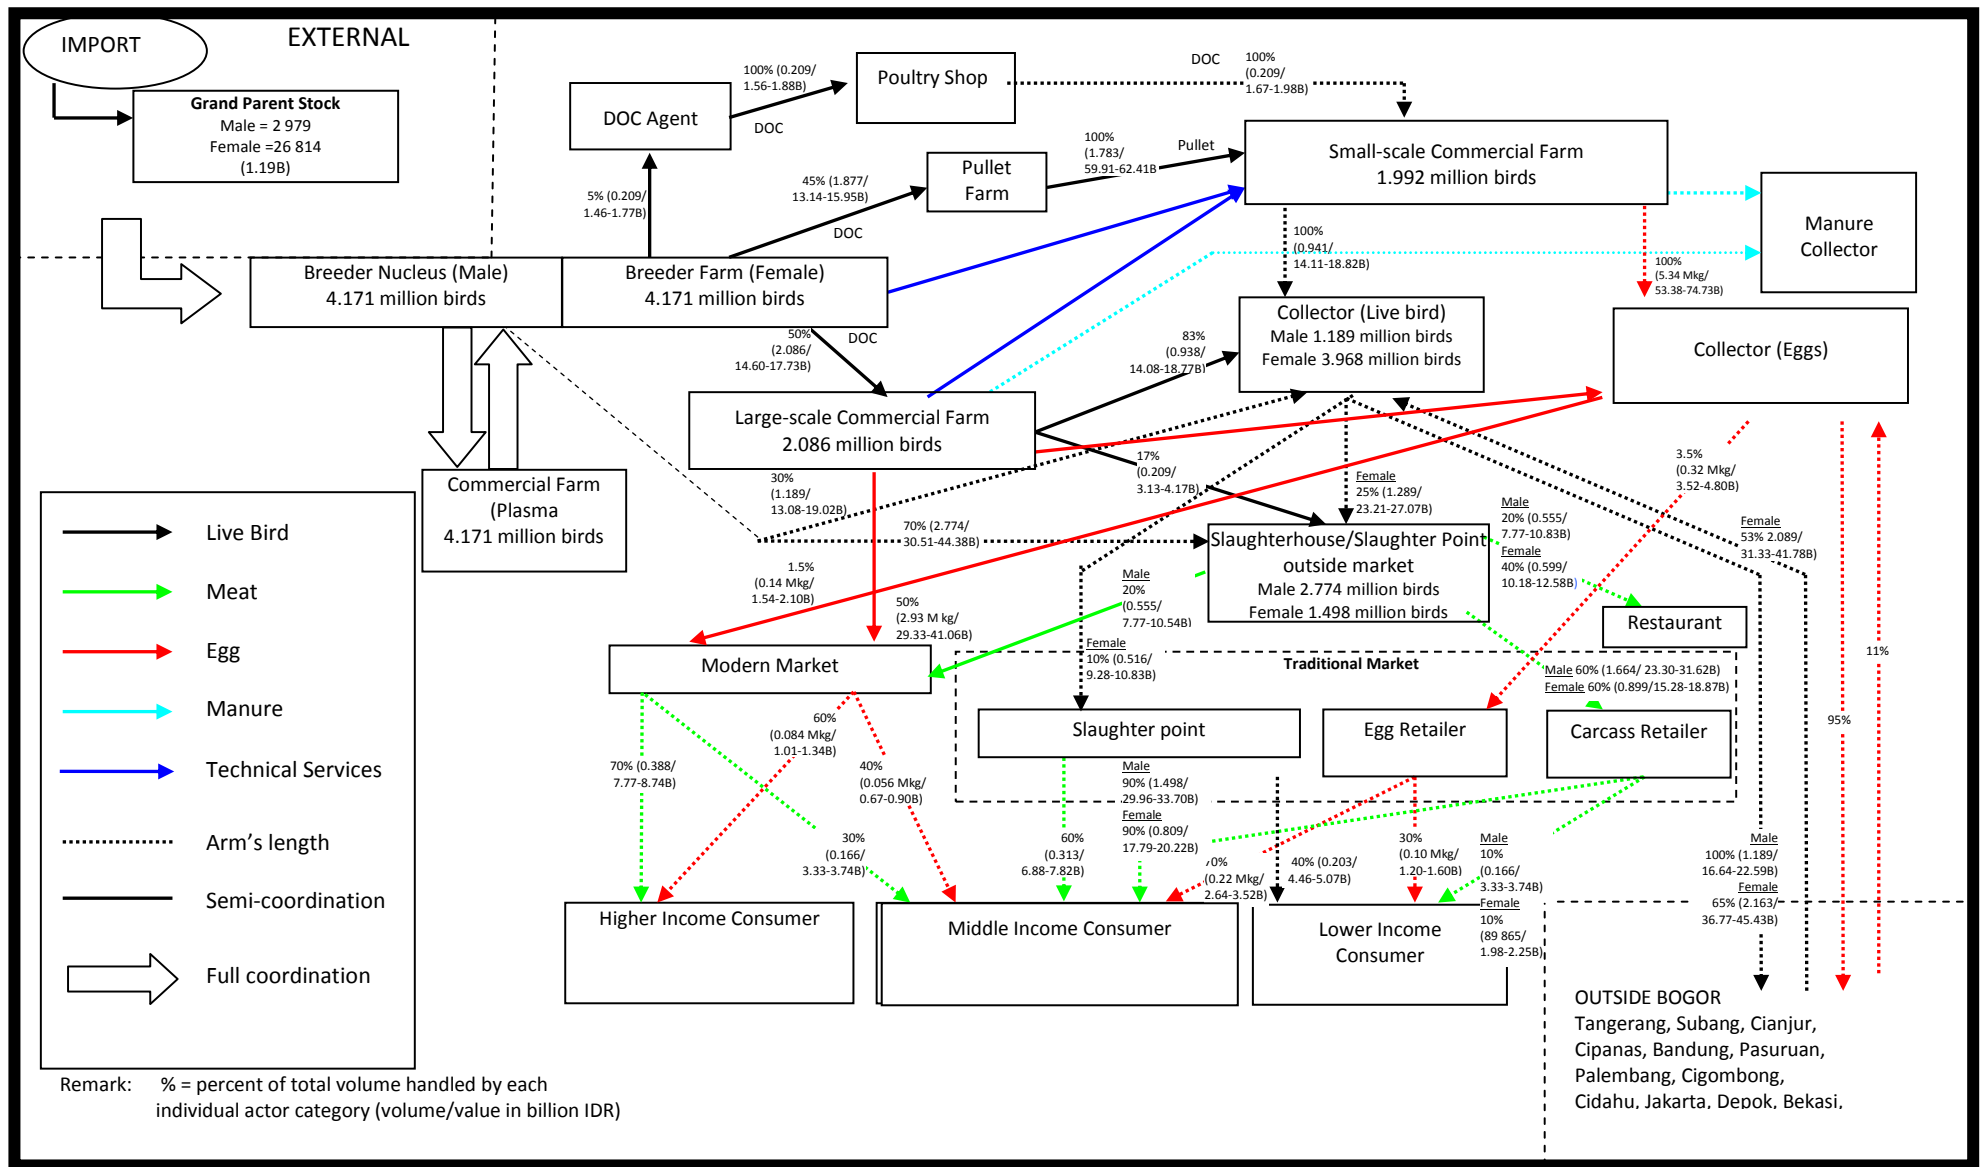 IMPORT
EXTERNAL
Grand Parent Stock
Male = 2 979
Female =26 814
(1.19B)
DOC Agent
100% (0.209/
1.56-1.88B)
DOC
Poultry Shop
DOC
100%
(0.209/
1.67-1.98B)
5% (0.209/
1.46-1.77B)
45% (1.877/
13.14-15.95B)
DOC
Pullet
Farm
100%
(1.783/
59.91-62.41B
Pullet
Small-scale Commercial Farm
1.992 million birds
Manure
Collector
Breeder Nucleus (Male)
4.171 million birds
Breeder Farm (Female)
4.171 million birds
100%
(0.941/
14.11-18.82B)
100%
(5.34 Mkg/
53.38-74.73B)
50%
(2.086/
14.60-17.73B)
DOC
83%
(0.938/
14.08-18.77B)
Collector (Live bird)
Male 1.189 million birds
Female 3.968 million birds
Collector (Eggs)
Large-scale Commercial Farm
2.086 million birds
Commercial Farm
(Plasma
4.171 million birds
30%
(1.189/
13.08-19.02B)
70% (2.774/
30.51-44.38B)
17%
(0.209/
3.13-4.17B)
Female
25% (1.289/
23.21-27.07B)
3.5%
(0.32 Mkg/
3.52-4.80B)
Male
20% (0.555/
7.77-10.83B)
Female
40% (0.599/
10.18-12.58B)
Female
53% 2.089/
31.33-41.78B)
Slaughterhouse/Slaughter Point
outside market
Male 2.774 million birds
Female 1.498 million birds
Restaurant
1.5%
(0.14 Mkg/
1.54-2.10B)
50%
(2.93 M kg/
29.33-41.06B)
Male
20%
(0.555/
7.77-10.54B)
Female
10% (0.516/
9.28-10.83B)
Modern Market
Traditional Market
Male 60% (1.664/ 23.30-31.62B)
Female 60% (0.899/15.28-18.87B)
11%
95%
Slaughter point
Egg Retailer
Carcass Retailer
60%
(0.084 Mkg/
1.01-1.34B)
70% (0.388/
7.77-8.74B)
40%
(0.056 Mkg/
0.67-0.90B)
30%
(0.166/
3.33-3.74B)
60%
(0.313/
6.88-7.82B)
Male
90% (1.498/
29.96-33.70B)
Female
90% (0.809/
17.79-20.22B)
(0.22 Mkg/
2.64-3.52B)
40% (0.203/
4.46-5.07B)
30%
(0.10 Mkg/
1.20-1.60B)
Male
10%
(0.166/
3.33-3.74B)
Female
10%
(89 865/
1.98-2.25B)
Male
100% (1.189/
16.64-22.59B)
Female
65% (2.163/
36.77-45.43B)
Higher Income Consumer
Middle Income Consumer
Lower Income
Consumer
OUTSIDE BOGOR
Tangerang, Subang, Cianjur,
Cipanas, Bandung, Pasuruan,
Palembang, Cigombong,
Cidahu, Jakarta, Depok, Bekasi,
Live Bird
Meat
Egg
Manure
Technical Services
Arm's length
Semi-coordination
Full coordination
Remark: % = percent of total volume handled by each
individual actor category (volume/value in billion IDR)